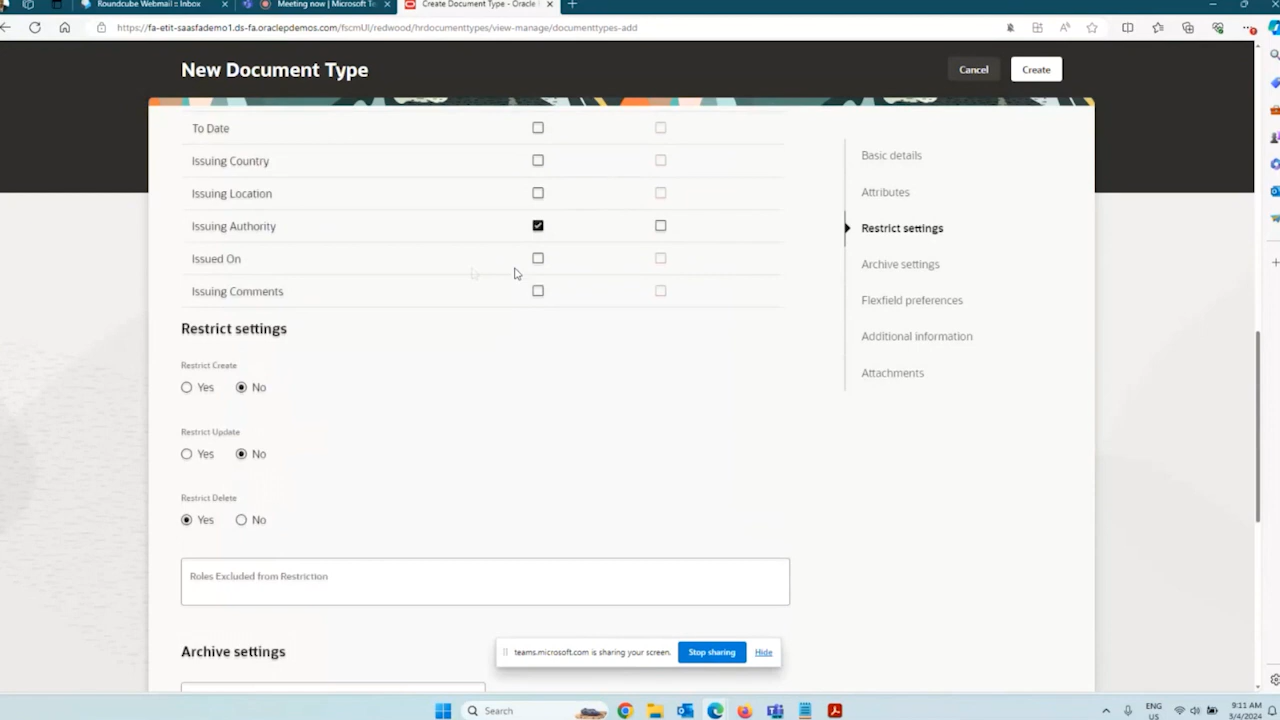 Roundcube Webmail :: Inbox
Meeting now | Microsoft Te
Create Document Type - Oracle
https://fa-etit-saasfademo1.ds-fa.oraclepdemos.com/fscmUI/redwood/hrdocumenttypes/view-manage/documenttypes-add
New Document Type
Cancel
Create
To Date
Issuing Country
Issuing Location
Issuing Authority
Issued On
Issuing Comments
Basic details
Attributes
Restrict settings
Archive settings
Flexfield preferences
Additional information
Attachments
Restrict settings
Restrict Create
Yes No
Restrict Update
Yes No
Restrict Delete
Yes No
Roles Excluded from Restriction
Archive settings
teams.microsoft.com is sharing your screen. Stop sharing Hide
Search
ENG
US
9:11 AM
3/4/2024